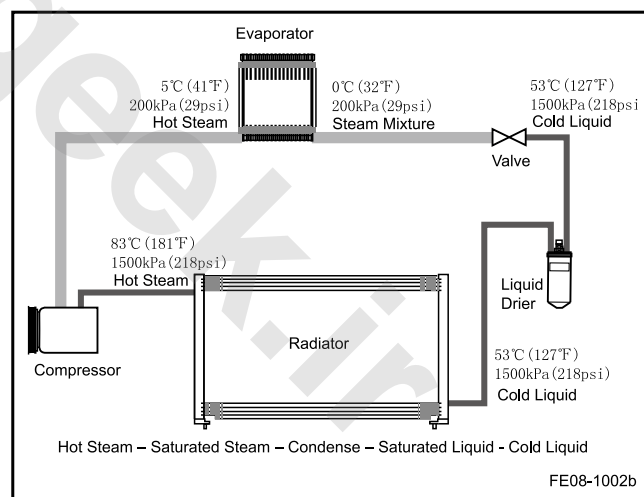 Evaporator
5℃(41℉)
200kPa(29psi)
Hot Steam
0℃(32℉)
200kPa(29psi)
Steam Mixture
53℃(127℉)
1500kPa(218psi
Cold Liquid
Valve
83℃(181℉)
1500kPa(218psi)
Hot Steam
Liquid
Drier
Radiator
Compressor
53℃(127℉)
1500kPa(218psi)
Cold Liquid
Hot Steam – Saturated Steam – Condense – Saturated Liquid - Cold Liquid
FE08-1002b
geek.ir